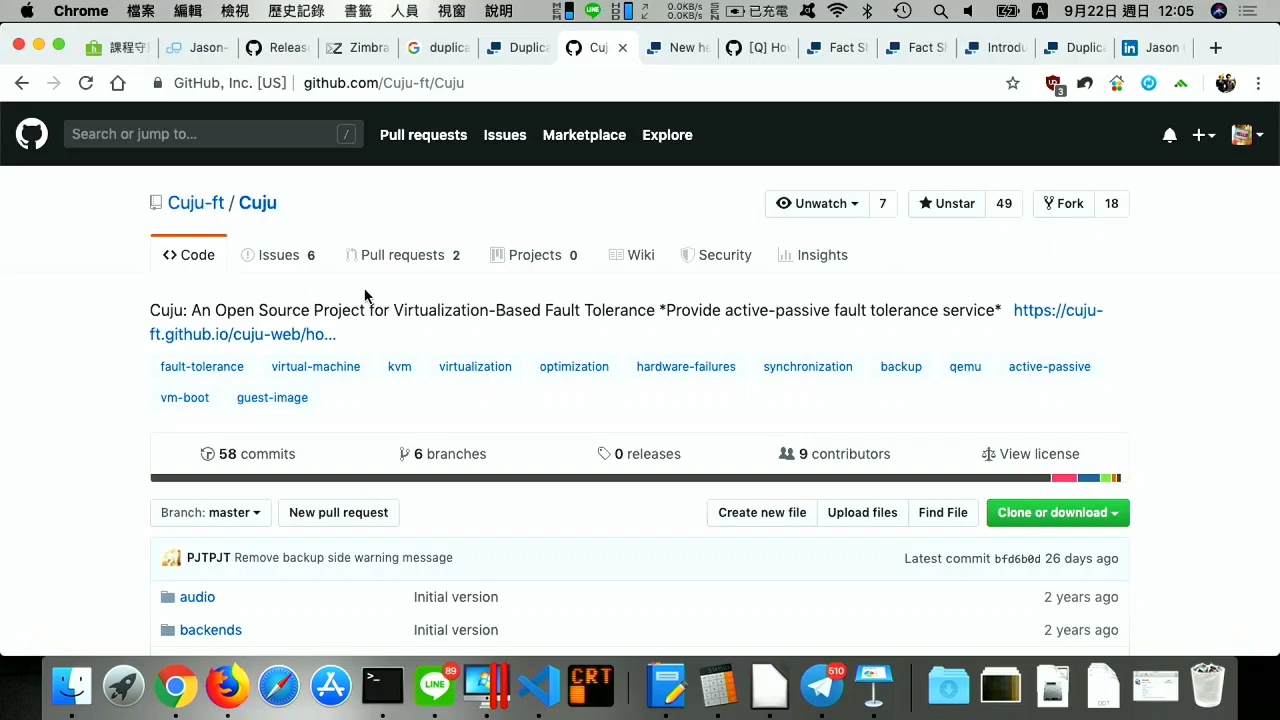 Chrome 檔案 編輯 檢視 歷史記錄 書籤 人員 視窗 說明 0.0KB/s 0.0KB/s 已充電 A 9月22日 週日 12:05
課程守 Jason- Releas Zimbra duplica Duplica Cuj New he [Q] Ho Fact Sh Fact Sh Introdu Duplica Jason
GitHub, Inc. [US] github.com/Cuju-ft/Cuju 3
Search or jump to... / Pull requests Issues Marketplace Explore
Cuju-ft / Cuju Unwatch 7 Unstar 49 Fork 18
Code Issues 6 Pull requests 2 Projects 0 Wiki Security Insights
Cuju: An Open Source Project for Virtualization-Based Fault Tolerance *Provide active-passive fault tolerance service* https://cuju-
ft.github.io/cuju-web/ho...
fault-tolerance virtual-machine kvm virtualization optimization hardware-failures synchronization backup qemu active-passive
vm-boot guest-image
58 commits 6 branches 0 releases 9 contributors View license
Branch: master New pull request Create new file Upload files Find File Clone or download
PJTPJT Remove backup side warning message Latest commit bfd6b0d 26 days ago
audio Initial version 2 years ago
backends Initial version 2 years ago
89 CRT 510